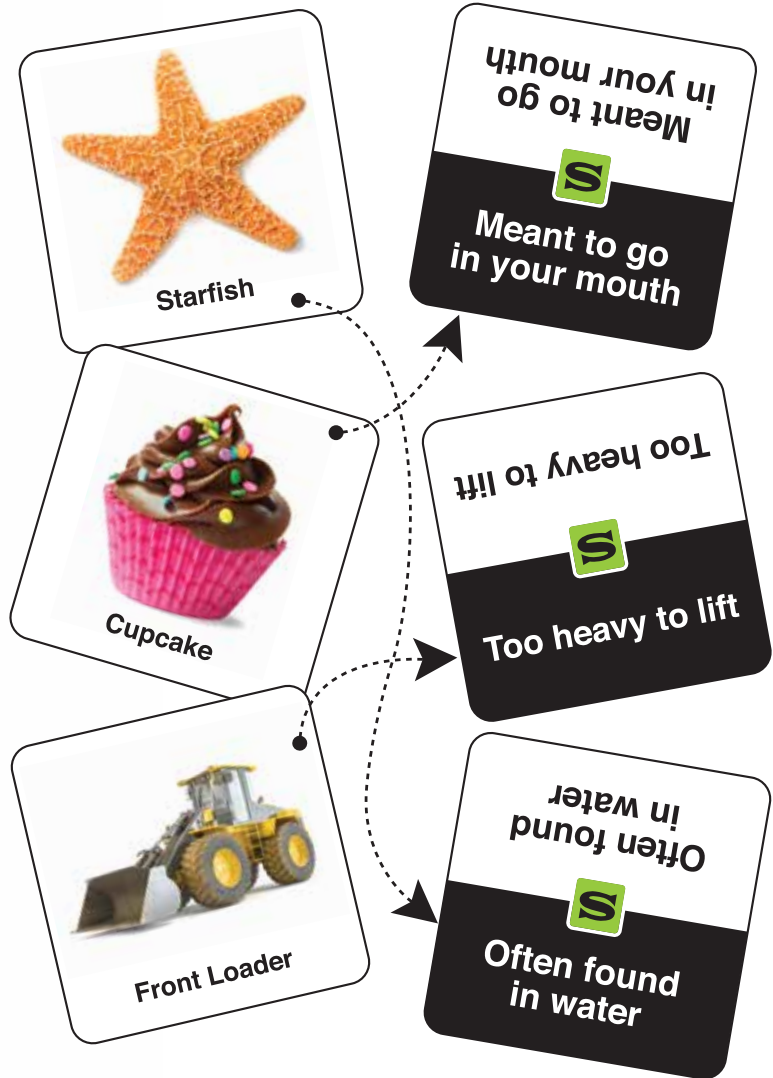 Starfish
Cupcake
Front Loader
Meant to go
in your mouth
S
Meant to go
in your mouth
Too heavy to lift
S
Too heavy to lift
Often found
in water
S
Often found
in water